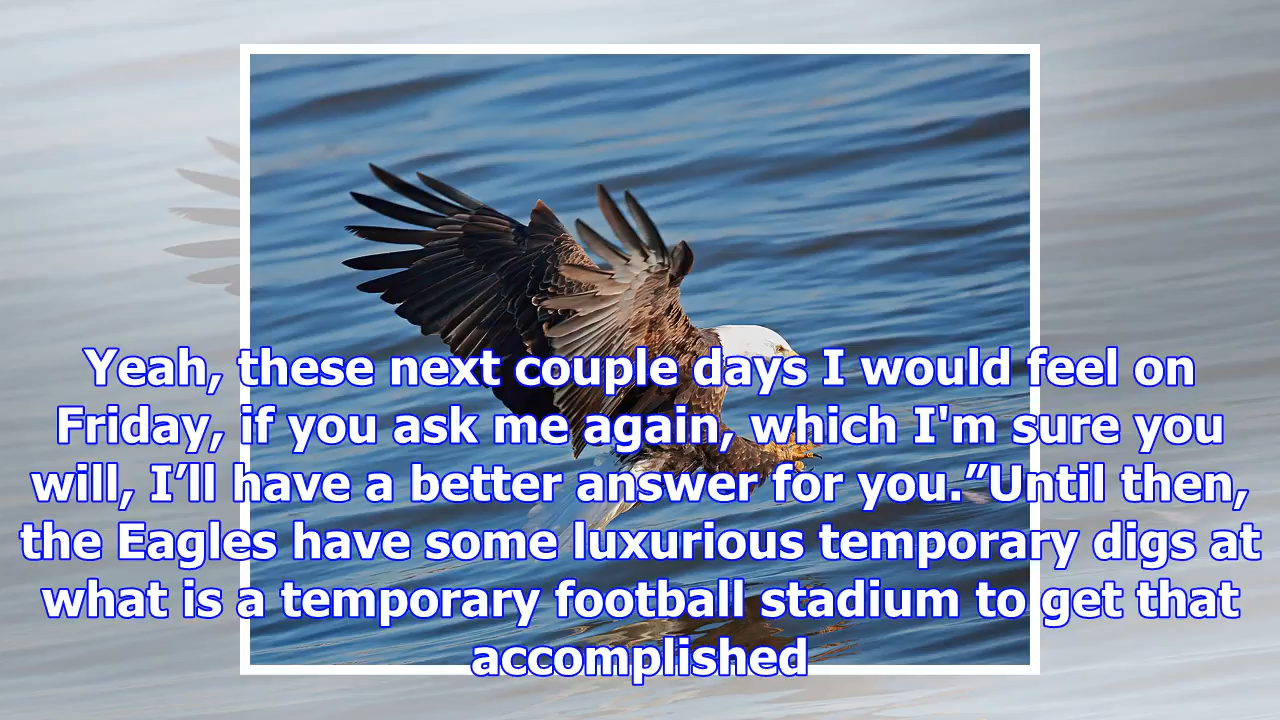 Yeah, these next couple days I would feel on
Friday, if you ask me again, which I'm sure you
will, I’ll have a better answer for you.”Until then,
the Eagles have some luxurious temporary digs at
what is a temporary football stadium to get that
accomplished